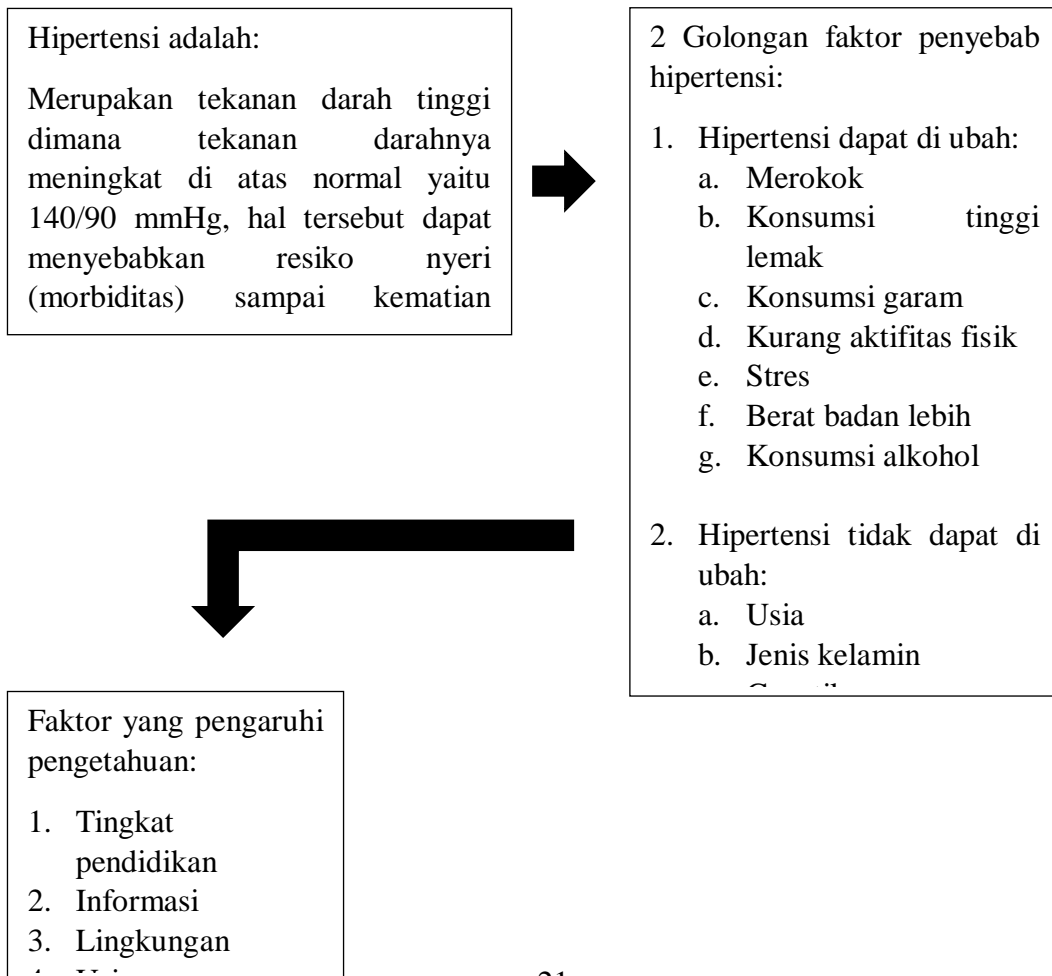 Hipertensi adalah:
Merupakan tekanan darah tinggi
dimana tekanan darahnya
meningkat di atas normal yaitu
140/90 mmHg, hal tersebut dapat
menyebabkan resiko nyeri
(morbiditas) sampai kematian
2 Golongan faktor penyebab
hipertensi:
1. Hipertensi dapat di ubah:
a. Merokok
b. Konsumsi tinggi
lemak
c. Konsumsi garam
d. Kurang aktifitas fisik
e. Stres
f. Berat badan lebih
g. Konsumsi alkohol
2. Hipertensi tidak dapat di
ubah:
a. Usia
b. Jenis kelamin
Faktor yang pengaruhi
pengetahuan:
1. Tingkat
pendidikan
2. Informasi
3. Lingkungan